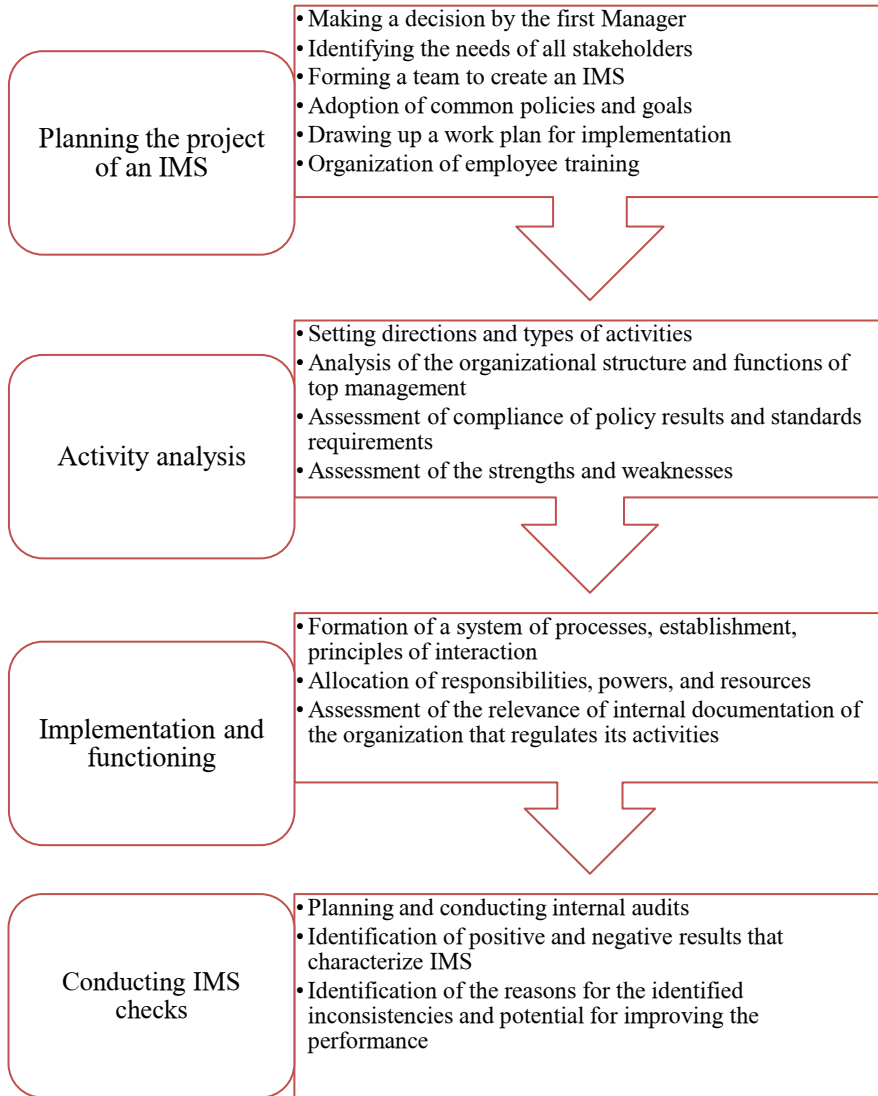 Planning the project
of an IMS
• Making a decision by the first Manager
• Identifying the needs of all stakeholders
• Forming a team to create an IMS
• Adoption of common policies and goals
• Drawing up a work plan for implementation
• Organization of employee training
Activity analysis
• Setting directions and types of activities
• Analysis of the organizational structure and functions of
top management
• Assessment of compliance of policy results and standards
requirements
• Assessment of the strengths and weaknesses
Implementation and
functioning
• Formation of a system of processes, establishment,
principles of interaction
• Allocation of responsibilities, powers, and resources
• Assessment of the relevance of internal documentation of
the organization that regulates its activities
Conducting IMS
checks
• Planning and conducting internal audits
• Identification of positive and negative results that
characterize IMS
• Identification of the reasons for the identified
inconsistencies and potential for improving the
performance